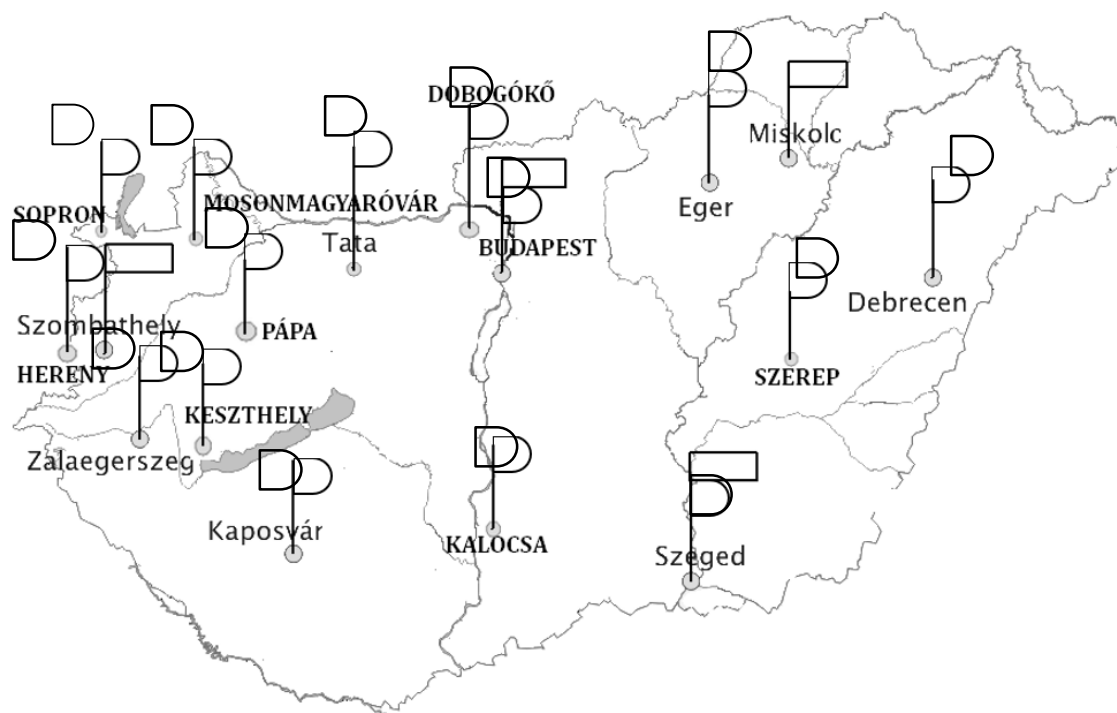 DOBOGÓKŐ
Miskolc
MOSONMAGYARÓVÁR
SOPRON
Eger
Tata
BUDAPEST
Debrecen
Szombathely
PÁPA
HERENY
SZEREP
KESZTHELY
Zalaegerszeg
Kaposvár
KALOCSA
Szeged